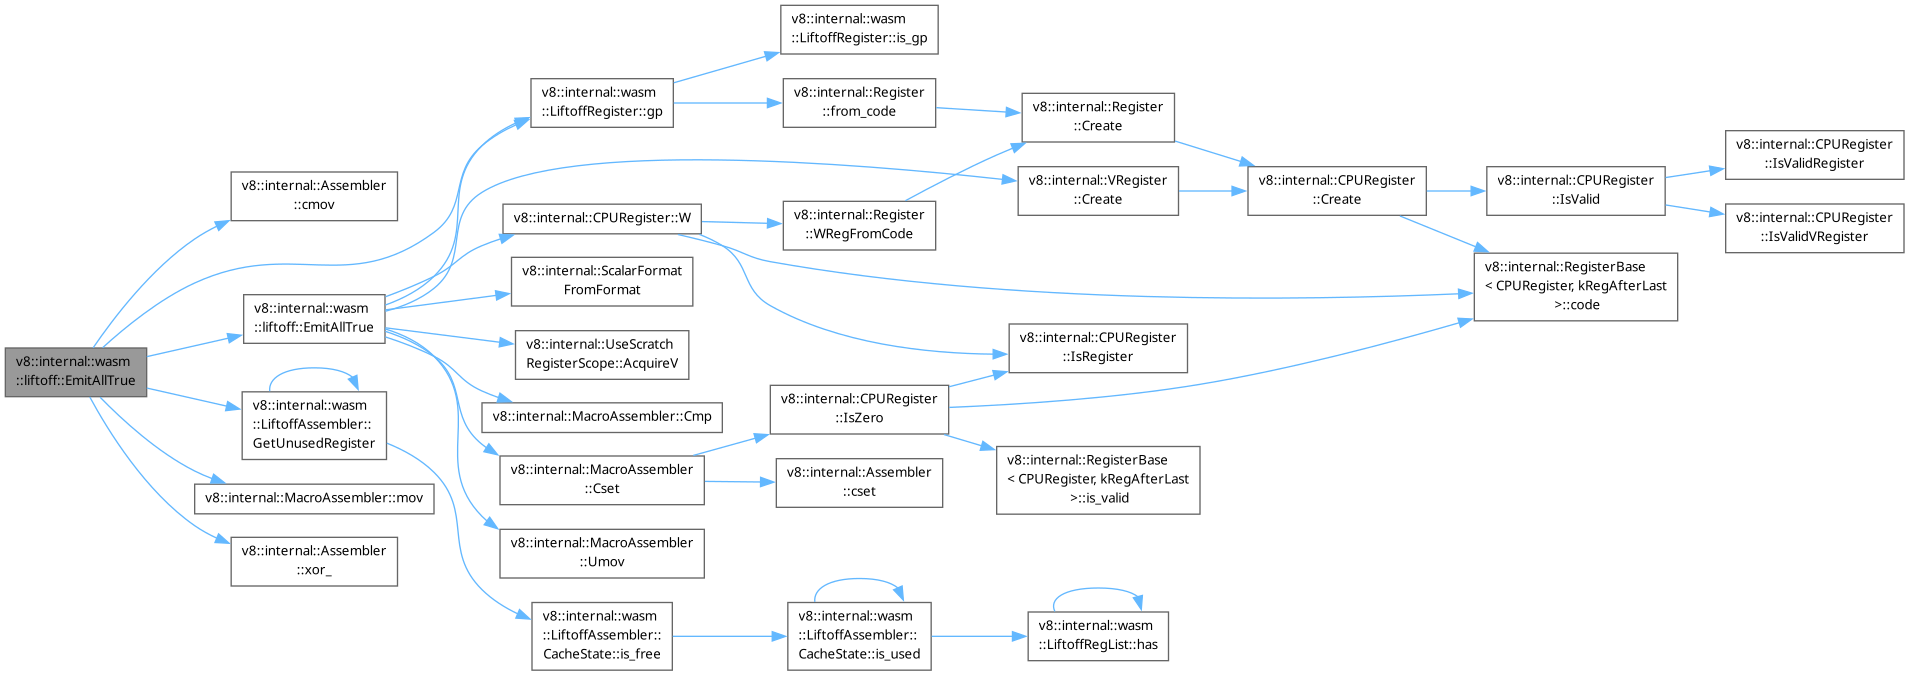 v8::internal::wasm
::liftoff::EmitAllTrue
v8::internal::Assembler
::cmov
v8::internal::wasm
::liftoff::EmitAllTrue
v8::internal::wasm
::LiftoffAssembler::
GetUnusedRegister
v8::internal::MacroAssembler::mov
v8::internal::Assembler
::xor_
v8::internal::wasm
::LiftoffRegister::gp
v8::internal::CPURegister::W
v8::internal::ScalarFormat
FromFormat
v8::internal::UseScratch
RegisterScope::AcquireV
v8::internal::MacroAssembler::Cmp
v8::internal::MacroAssembler
::Cset
v8::internal::MacroAssembler
::Umov
v8::internal::wasm
::LiftoffAssembler::
CacheState::is_free
v8::internal::wasm
::LiftoffRegister::is_gp
v8::internal::Register
::from_code
v8::internal::Register
::WRegFromCode
v8::internal::CPURegister
::IsZero
v8::internal::Assembler
::cset
v8::internal::wasm
::LiftoffAssembler::
CacheState::is_used
v8::internal::Register
::Create
v8::internal::VRegister
::Create
v8::internal::CPURegister
::IsRegister
v8::internal::RegisterBase
< CPURegister, kRegAfterLast
>::is_valid
v8::internal::wasm
::LiftoffRegList::has
v8::internal::CPURegister
::Create
v8::internal::CPURegister
::IsValid
v8::internal::RegisterBase
< CPURegister, kRegAfterLast
>::code
v8::internal::CPURegister
::IsValidRegister
v8::internal::CPURegister
::IsValidVRegister